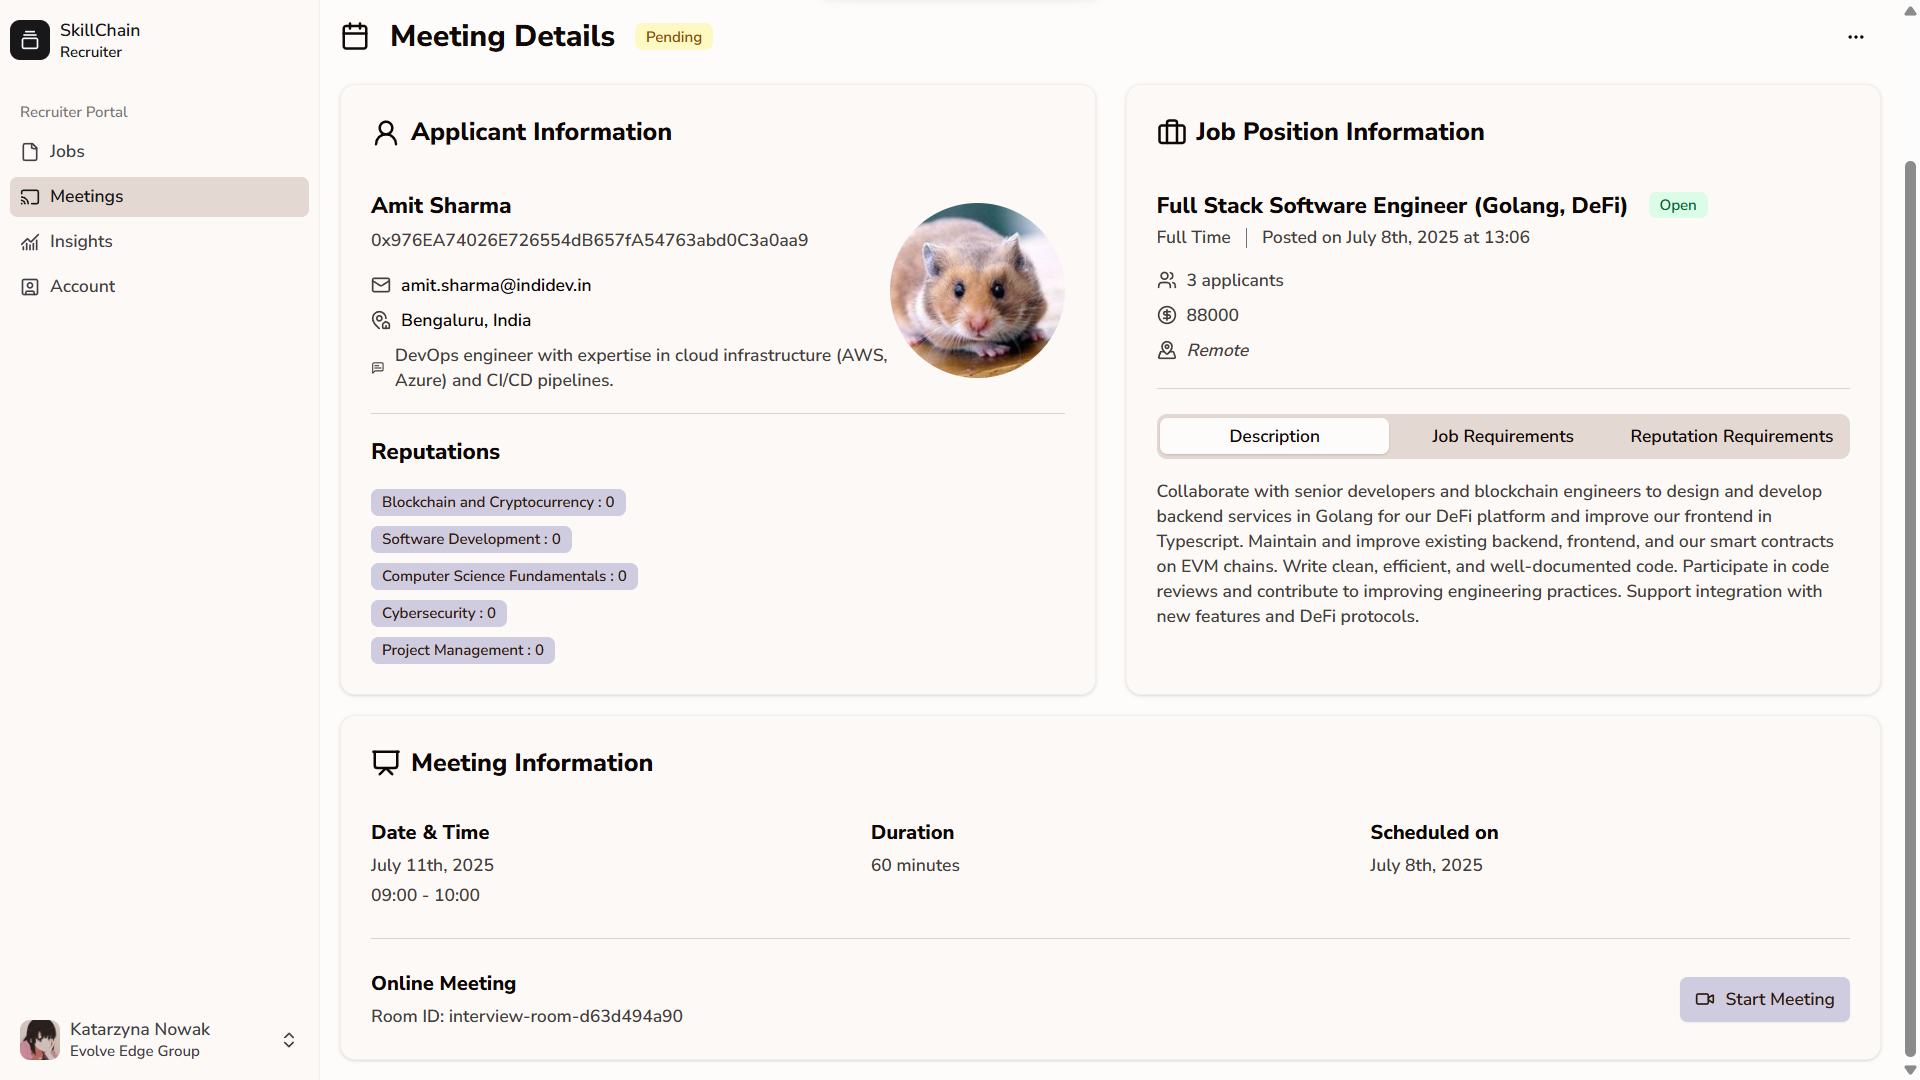 SkillChain
Recruiter
Recruiter Portal
Jobs
Meetings
Insights
Account
Katarzyna Nowak
Evolve Edge Group
Meeting Details
Pending
Applicant Information
Amit Sharma
0x976EA74026E726554dB657fA54763abd0C3a0aa9
amit.sharma@indidev.in
Bengaluru, India
DevOps engineer with expertise in cloud infrastructure (AWS,
Azure) and CI/CD pipelines.
Reputations
Blockchain and Cryptocurrency : 0
Software Development : 0
Computer Science Fundamentals : 0
Cybersecurity : 0
Project Management : 0
Job Position Information
Full Stack Software Engineer (Golang, DeFi)
Open
Full Time
Posted on July 8th, 2025 at 13:06
3 applicants
88000
Remote
Description
Job Requirements
Reputation Requirements
Collaborate with senior developers and blockchain engineers to design and develop
backend services in Golang for our DeFi platform and improve our frontend in
Typescript. Maintain and improve existing backend, frontend, and our smart contracts
on EVM chains. Write clean, efficient, and well-documented code. Participate in code
reviews and contribute to improving engineering practices. Support integration with
new features and DeFi protocols.
Meeting Information
Date & Time
July 11th, 2025
09:00 - 10:00
Duration
60 minutes
Scheduled on
July 8th, 2025
Online Meeting
Room ID: interview-room-d63d494a90
Start Meeting